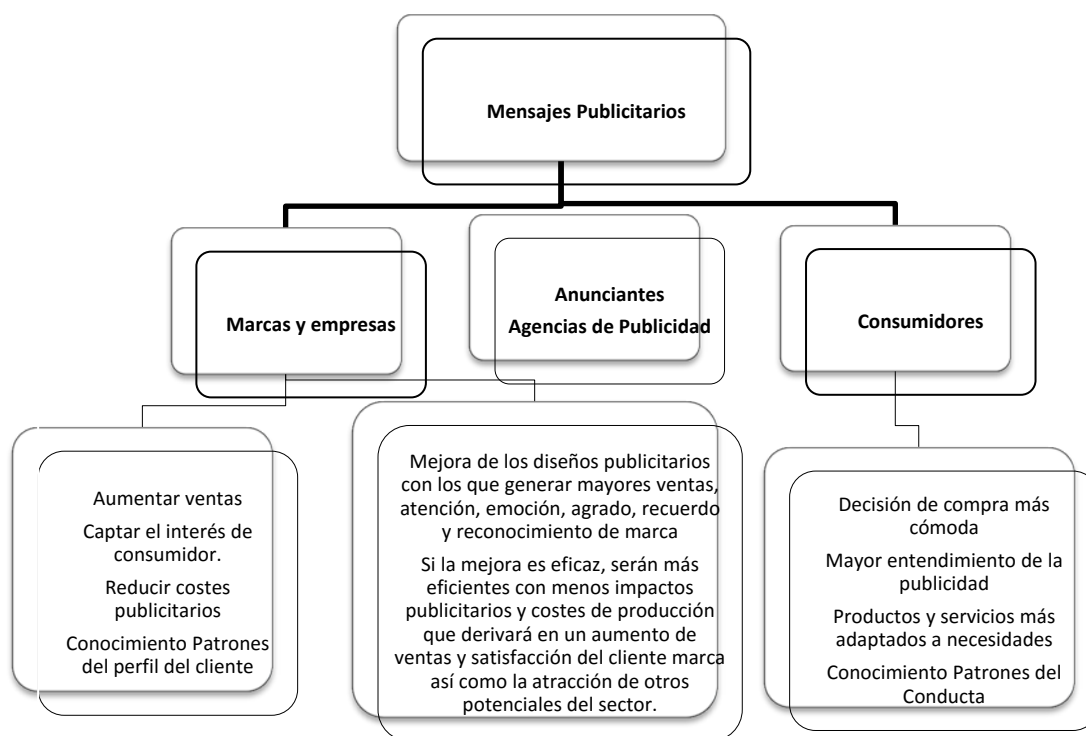 Mensajes Publicitarios
Marcas y empresas
Anunciantes
Agencias de Publicidad
Consumidores
Aumentar ventas
Captar el interés de
consumidor.
Reducir costes
publicitarios
Conocimiento Patrones
del perfil del cliente
Mejora de los diseños publicitarios
con los que generar mayores ventas,
atención, emoción, agrado, recuerdo
y reconocimiento de marca
Si la mejora es eficaz, serán más
eficientes con menos impactos
publicitarios y costes de producción
que derivará en un aumento de
ventas y satisfacción del cliente marca
así como la atracción de otros
potenciales del sector.
Decisión de compra más
cómoda
Mayor entendimiento de la
publicidad
Productos y servicios más
adaptados a necesidades
Conocimiento Patrones del
Conducta